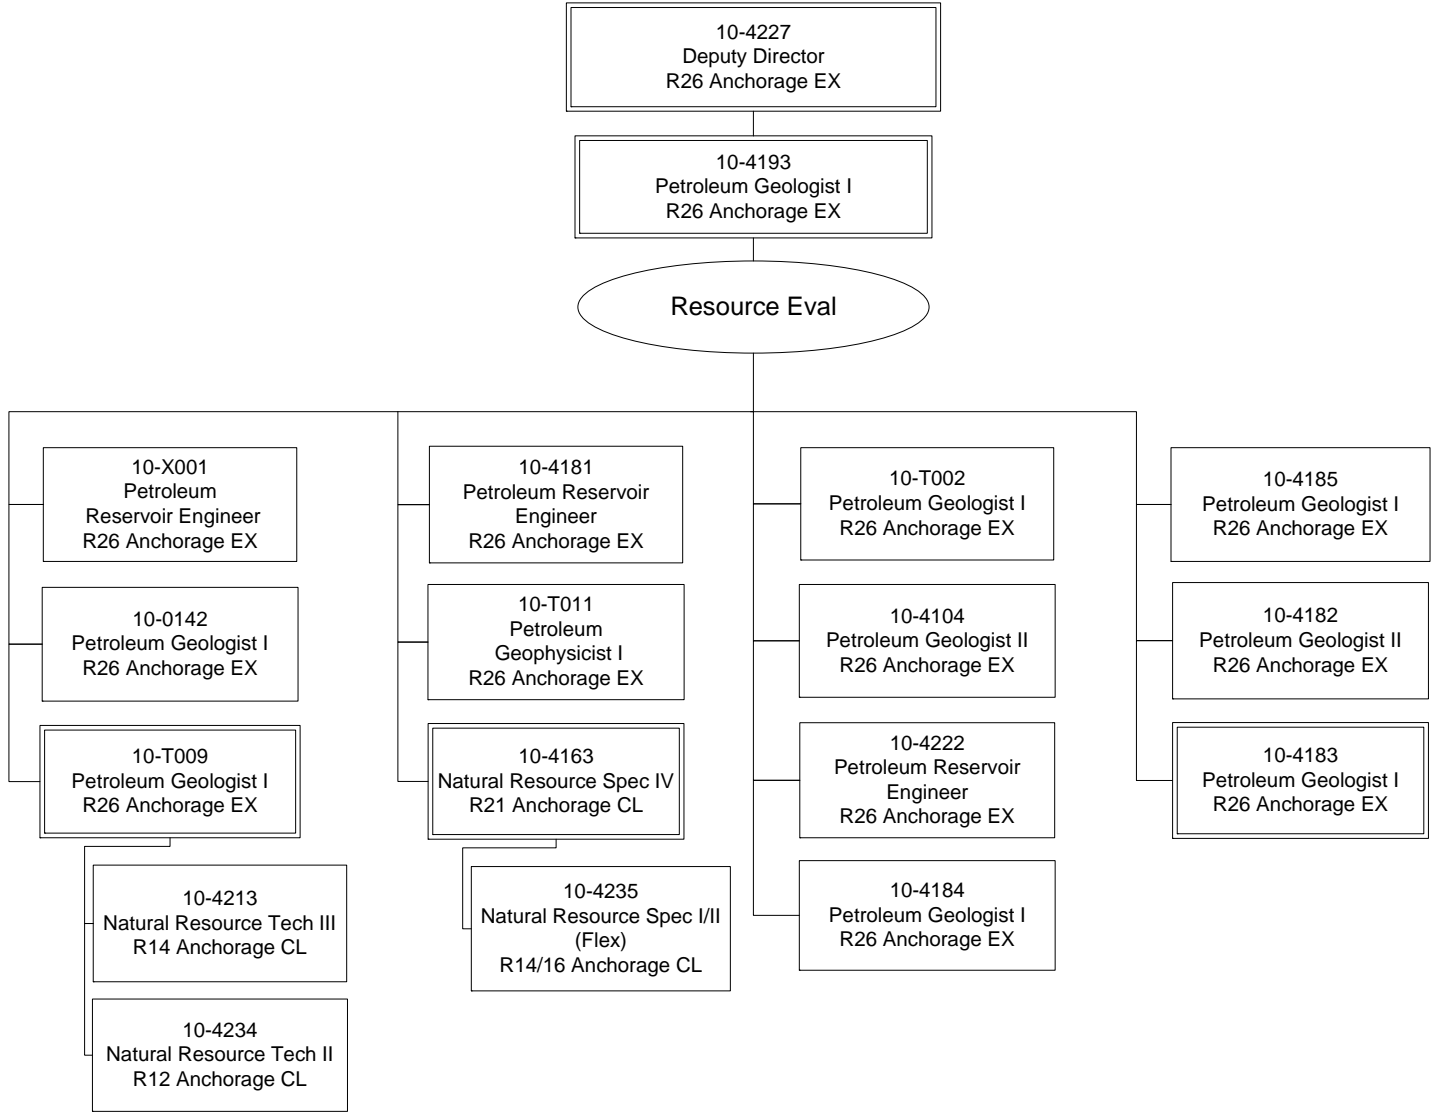 10-4227
Deputy Director
R26 Anchorage EX
10-4193
Petroleum Geologist I
R26 Anchorage EX
Resource Eval
10-X001
Petroleum
Reservoir Engineer
R26 Anchorage EX
10-0142
Petroleum Geologist I
R26 Anchorage EX
10-T009
Petroleum Geologist I
R26 Anchorage EX
10-4213
Natural Resource Tech III
R14 Anchorage CL
10-4234
Natural Resource Tech II
R12 Anchorage CL
10-4181
Petroleum Reservoir
Engineer
R26 Anchorage EX
10-T011
Petroleum
Geophysicist I
R26 Anchorage EX
10-4163
Natural Resource Spec IV
R21 Anchorage CL
10-4235
Natural Resource Spec I/II
(Flex)
R14/16 Anchorage CL
10-T002
Petroleum Geologist I
R26 Anchorage EX
10-4104
Petroleum Geologist II
R26 Anchorage EX
10-4222
Petroleum Reservoir
Engineer
R26 Anchorage EX
10-4184
Petroleum Geologist I
R26 Anchorage EX
10-4185
Petroleum Geologist I
R26 Anchorage EX
10-4182
Petroleum Geologist II
R26 Anchorage EX
10-4183
Petroleum Geologist I
R26 Anchorage EX